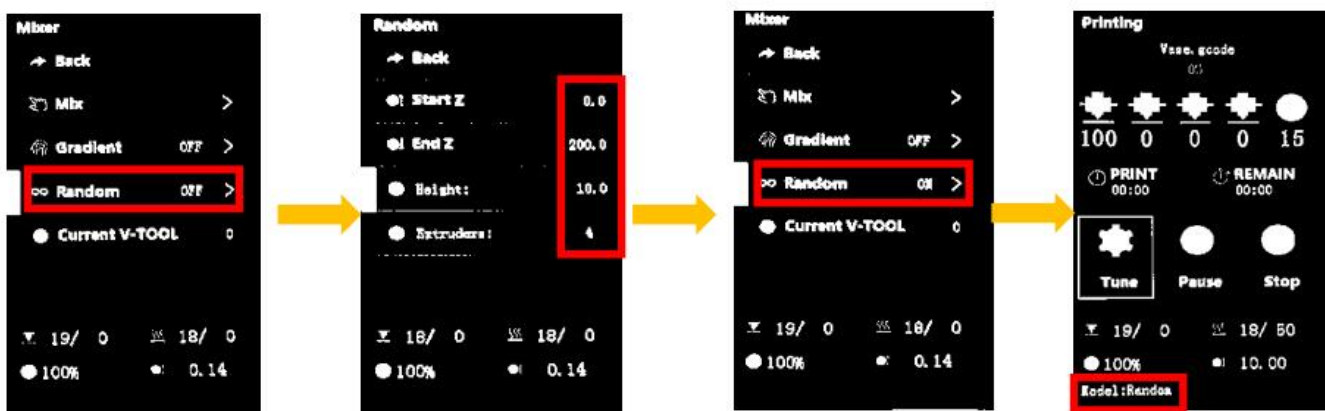 Mixer
Back
Mix >
Gradient OFF >
Random OFF >
Current V-TOOL 0
19/ 0 18/ 0
100% 0.14
Random
Back
Start Z 0.0
End Z 200.0
Height: 10.0
Extruders: 4
18/ 0 18/ 0
100% 0.14
Mixer
Back
Mix >
Gradient OFF >
Random ON >
Current V-TOOL 0
19/ 0 18/ 0
100% 0.14
Printing
Vase.gcode
0%
100 0 0 0 15
PRINT REMAIN
00:00 00:00
Tune Pause Stop
19/ 0 18/ 50
100% 10.00
Model:Random